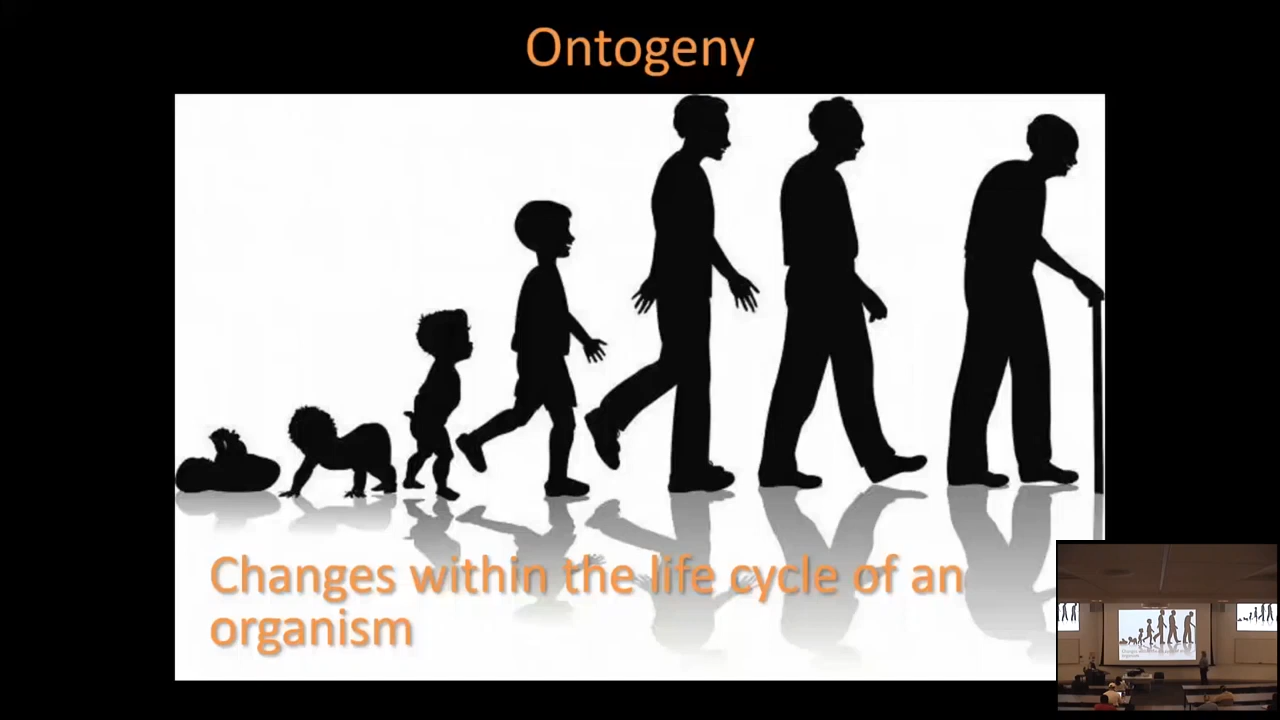 Ontogeny
Changes within the life cycle of an
organism